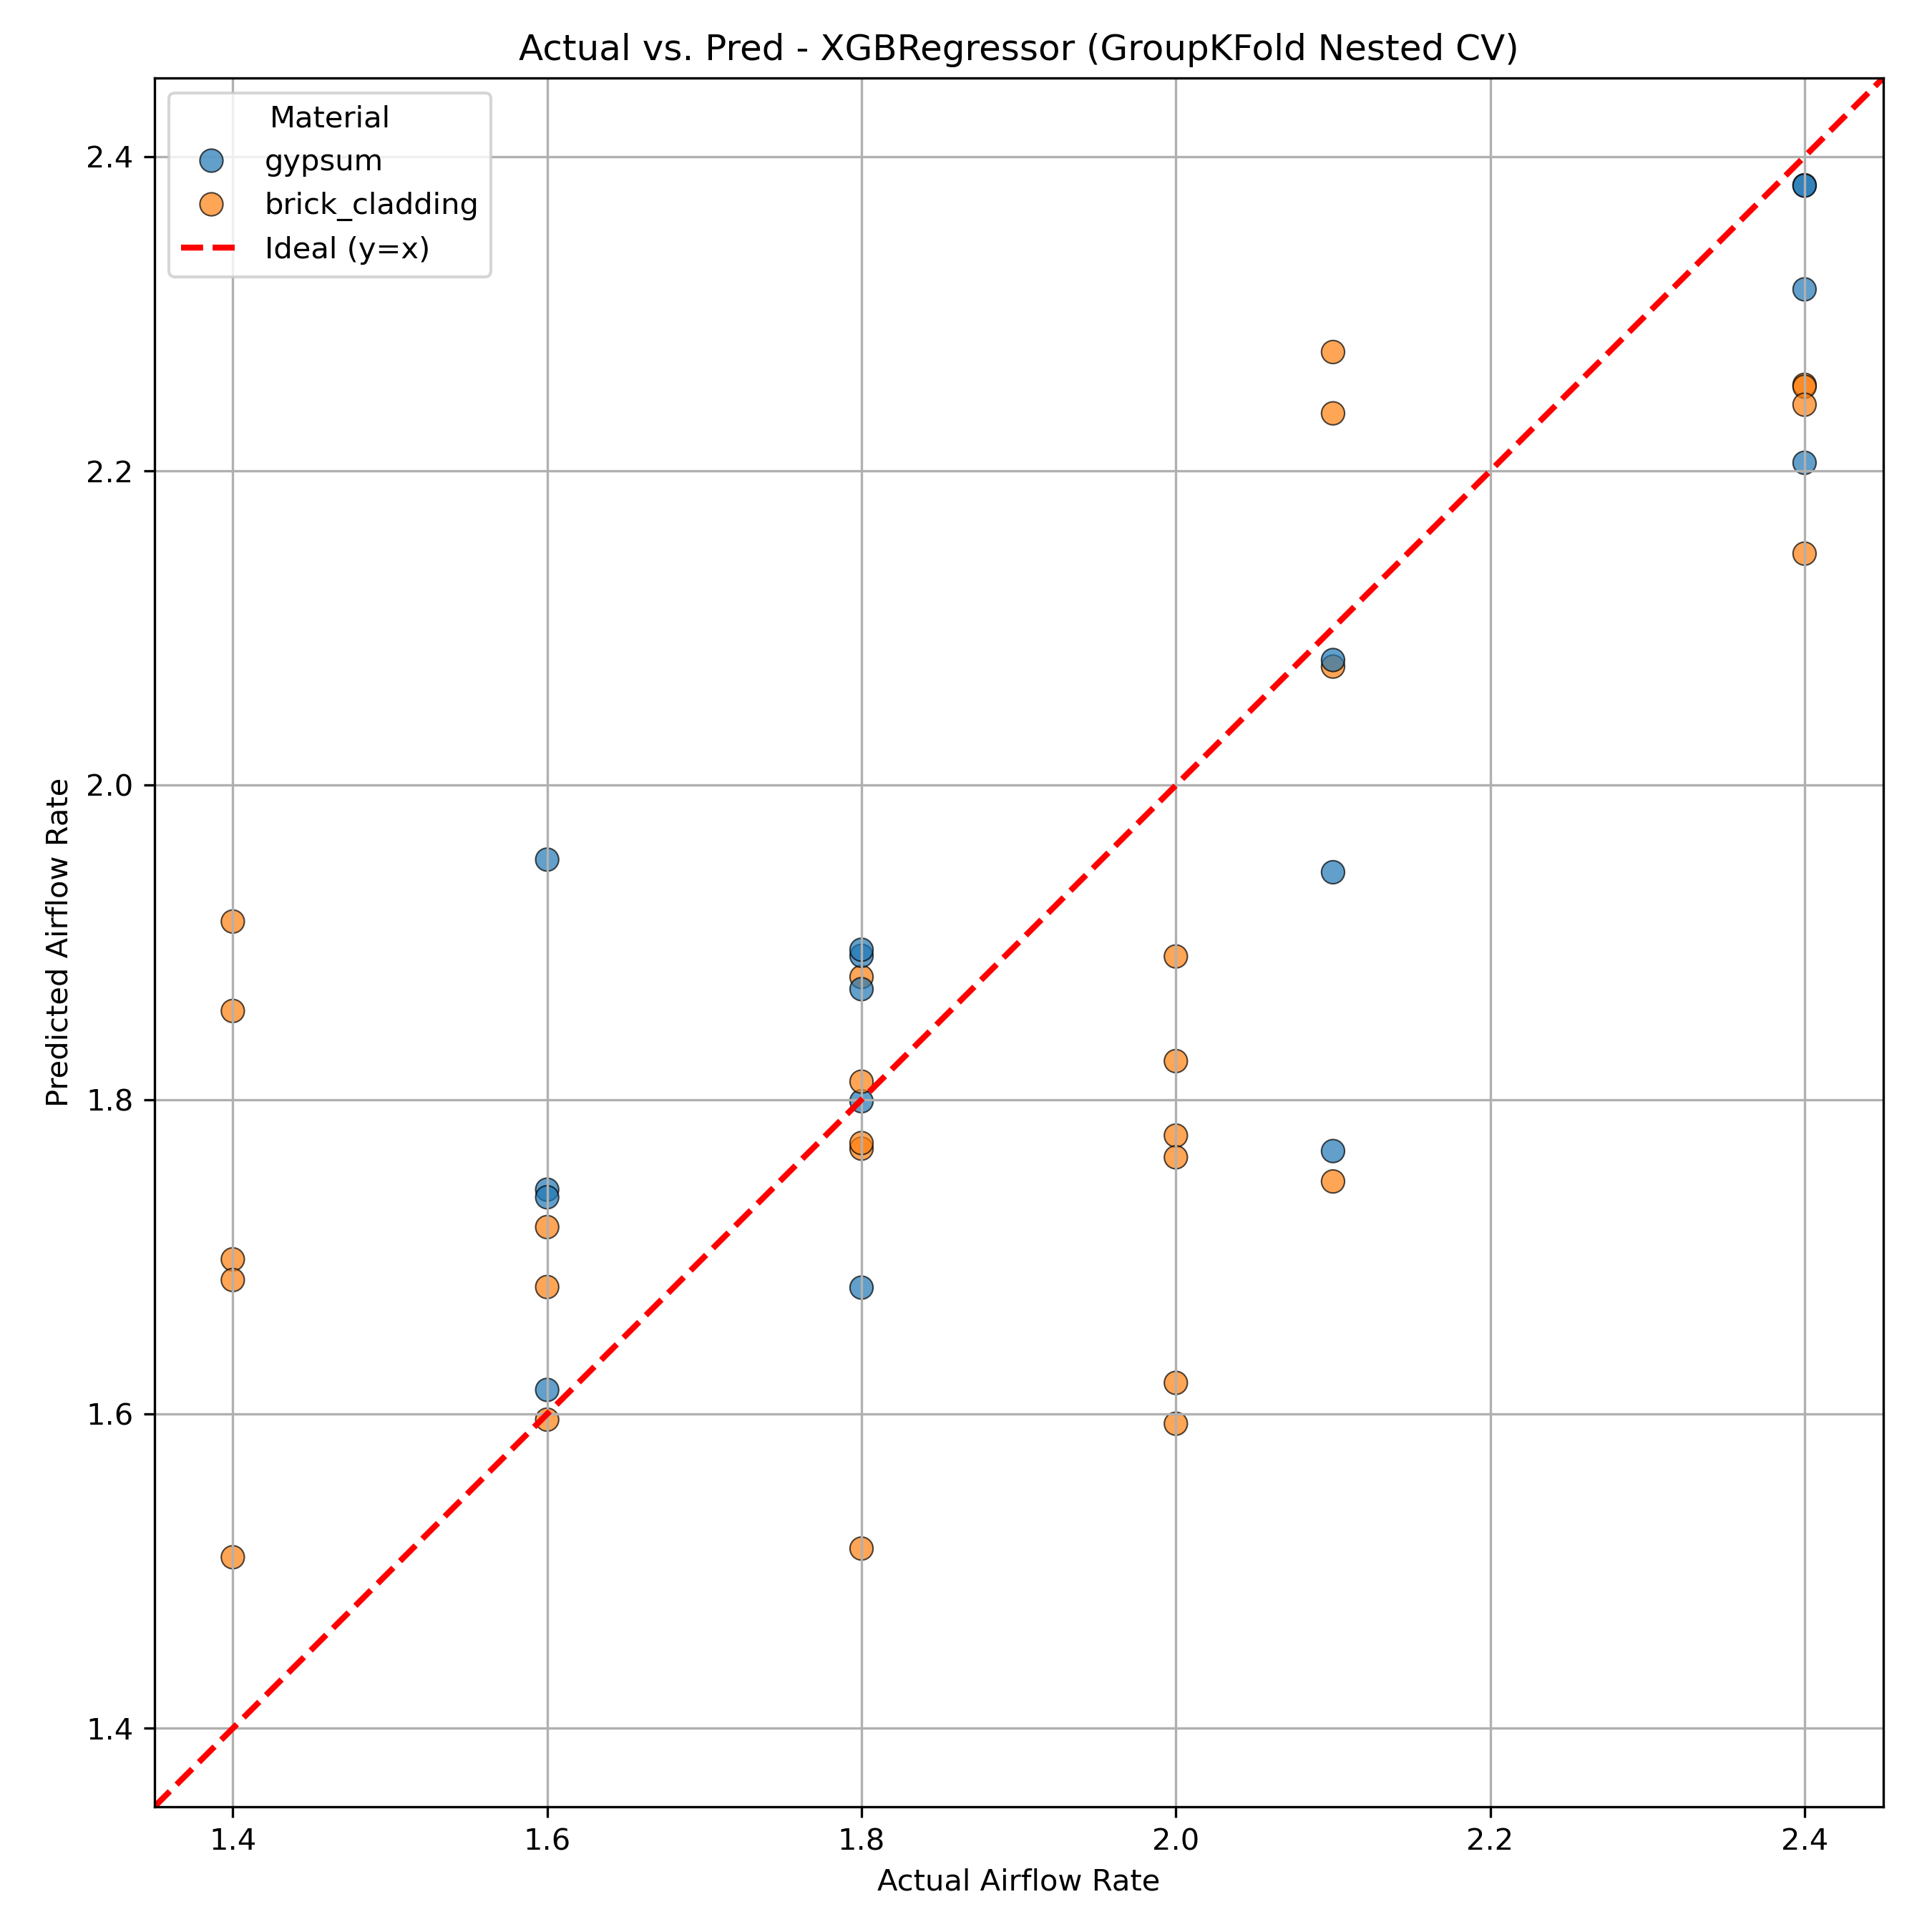 Actual vs. Pred - XGBRegressor (GroupKFold Nested CV)
Material
gypsum
brick_cladding
Ideal (y=x)
2.4
2.2
2.0
1.8
1.6
1.4
Predicted Airflow Rate
1.4
1.6
1.8
2.0
2.2
2.4
Actual Airflow Rate